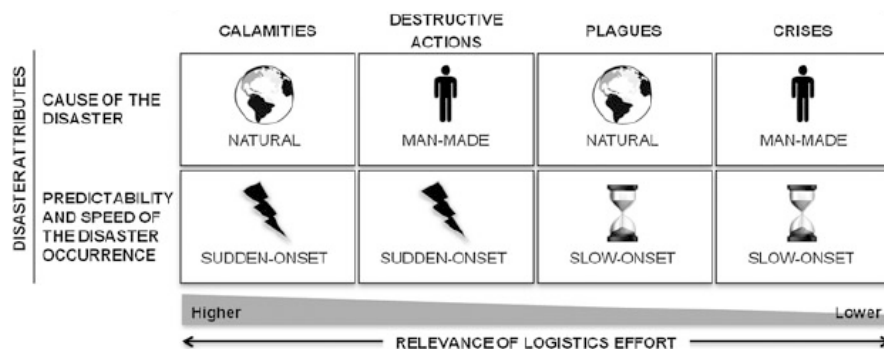 CALAMITIES
DESTRUCTIVE
ACTIONS
PLAGUES
CRISES
DISASTER ATTRIBUTES
CAUSE OF THE
DISASTER
NATURAL
MAN-MADE
NATURAL
MAN-MADE
PREDICTABILITY
AND SPEED OF
THE DISASTER
OCCURRENCE
SUDDEN-ONSET
SUDDEN-ONSET
SLOW-ONSET
SLOW-ONSET
Higher
Lower
RELEVANCE OF LOGISTICS EFFORT